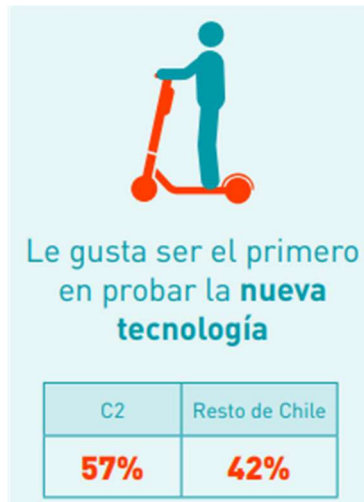 Le gusta ser el primero
en probar la nueva
tecnología
C2 Resto de Chile
57% 42%